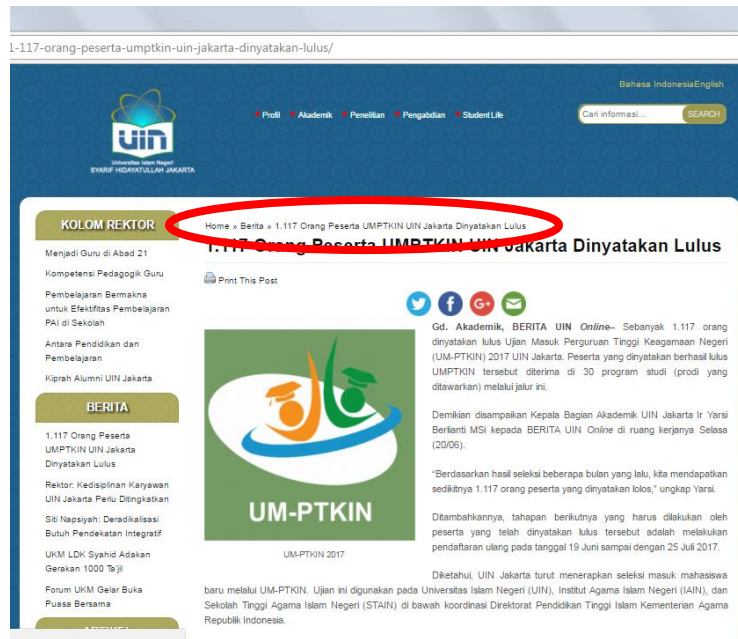 1-117-orang-peserta-umptkin-uin-jakarta-dinyatakan-lulus/
Bahasa IndonesiaEnglish
Profil Akademik Penelitian Pengabdian Student Life
Cari informasi... SEARCH
uin
Universitas Islam Negeri
SYARIF HIDAYATULLAH JAKARTA
KOLOM REKTOR
Menjadi Guru di Abad 21
Kompetensi Pedagogik Guru
Pembelajaran Bermakna
untuk Efektifitas Pembelajaran
PAI di Sekolah
Antara Pendidikan dan
Pembelajaran
Kiprah Alumni UIN Jakarta
BERITA
1.117 Orang Peserta
UMPTKIN UIN Jakarta
Dinyatakan Lulus
Rektor: Kedisiplinan Karyawan
UIN Jakarta Perlu Ditingkatkan
Siti Napsiyah: Deradikalisasi
Butuh Pendekatan Integratif
UKM LDK Syahid Adakan
Gerakan 1000 Ta'jil
Forum UKM Gelar Buka
Puasa Bersama
Home » Berita » 1.117 Orang Peserta UMPTKIN UIN Jakarta Dinyatakan Lulus
1.117 Orang Peserta UMPTKIN UIN Jakarta Dinyatakan Lulus
Print This Post
UM-PTKIN
UM-PTKIN 2017
Gd. Akademik, BERITA UIN Online– Sebanyak 1.117 orang
dinyatakan lulus Ujian Masuk Perguruan Tinggi Keagamaan Negeri
(UM-PTKIN) 2017 UIN Jakarta. Peserta yang dinyatakan berhasil lulus
UMPTKIN tersebut diterima di 30 program studi (prodi yang
ditawarkan) melalui jalur ini.
Demikian disampaikan Kepala Bagian Akademik UIN Jakarta Ir Yarsi
Berlianti MSi kepada BERITA UIN Online di ruang kerjanya Selasa
(20/06).
“Berdasarkan hasil seleksi beberapa bulan yang lalu, kita mendapatkan
sedikitnya 1.117 orang peserta yang dinyatakan lolos,” ungkap Yarsi.
Ditambahkannya, tahapan berikutnya yang harus dilakukan oleh
peserta yang telah dinyatakan lulus tersebut adalah melakukan
pendaftaran ulang pada tanggal 19 Juni sampai dengan 25 Juli 2017.
Diketahui, UIN Jakarta turut menerapkan seleksi masuk mahasiswa
baru melalui UM-PTKIN. Ujian ini digunakan pada Universitas Islam Negeri (UIN), Institut Agama Islam Negeri (IAIN), dan
Sekolah Tinggi Agama Islam Negeri (STAIN) di bawah koordinasi Direktorat Pendidikan Tinggi Islam Kementerian Agama
Republik Indonesia.